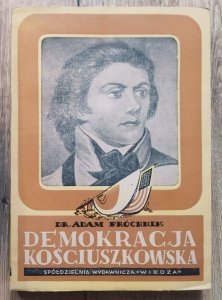 DR. ADAM PRÓCHNIK
DEMOKRACJA
KOŚCIUSZKOWSKA
SPÓŁDZIELNIA WYDAWNICZA „WIEDZA”